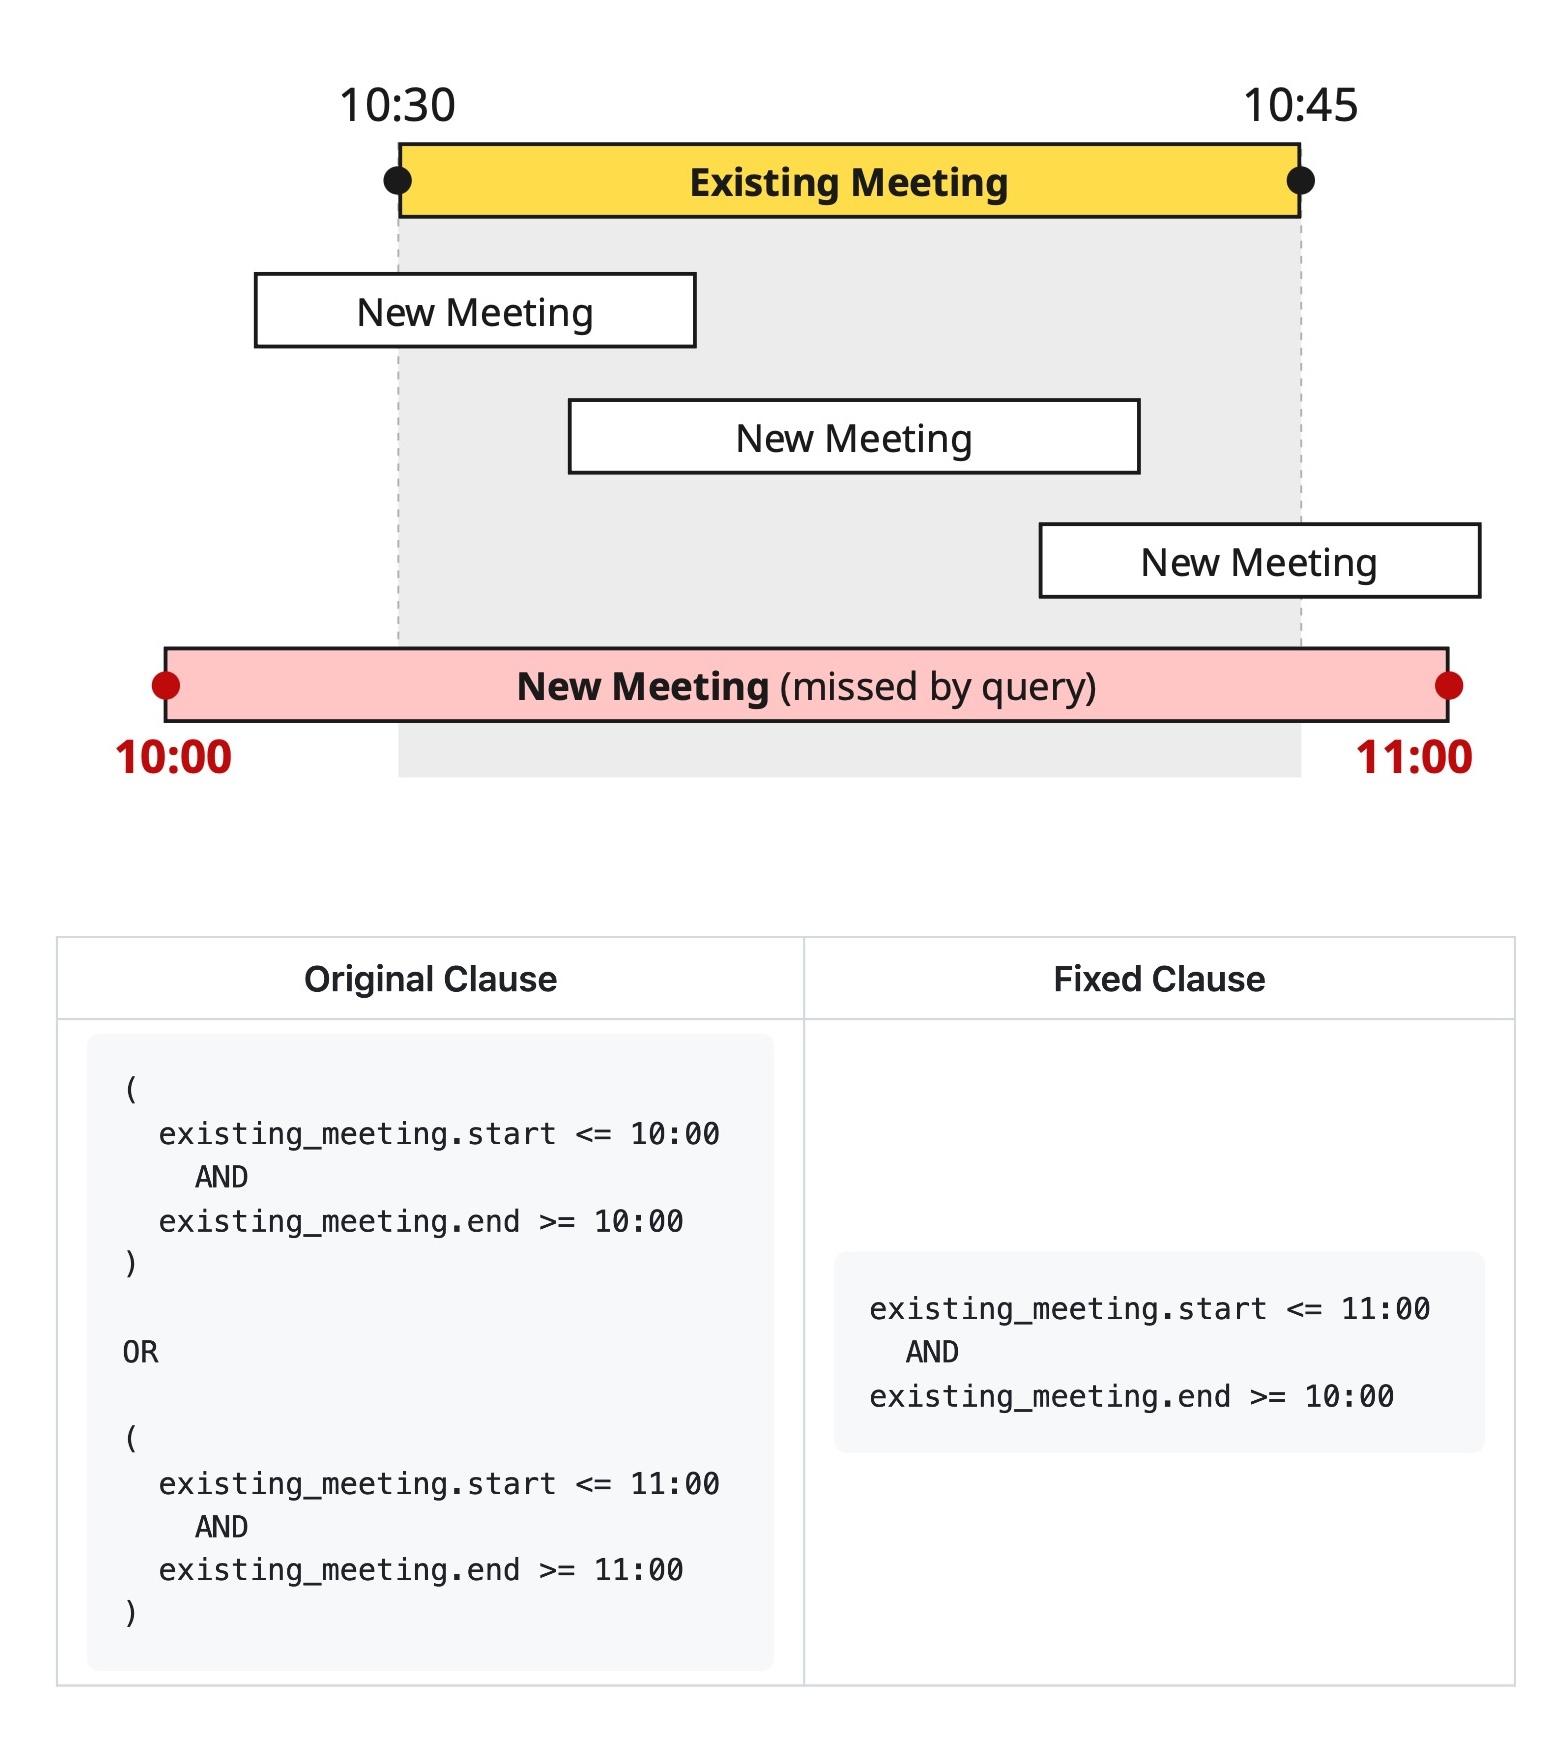 10:30 10:45
Existing Meeting
New Meeting
New Meeting
New Meeting
New Meeting (missed by query)
10:00 11:00
Original Clause
(
existing_meeting.start <= 10:00
AND
existing_meeting.end >= 10:00
)
OR
(
existing_meeting.start <= 11:00
AND
existing_meeting.end >= 11:00
)
Fixed Clause
existing_meeting.start <= 11:00
AND
existing_meeting.end >= 10:00